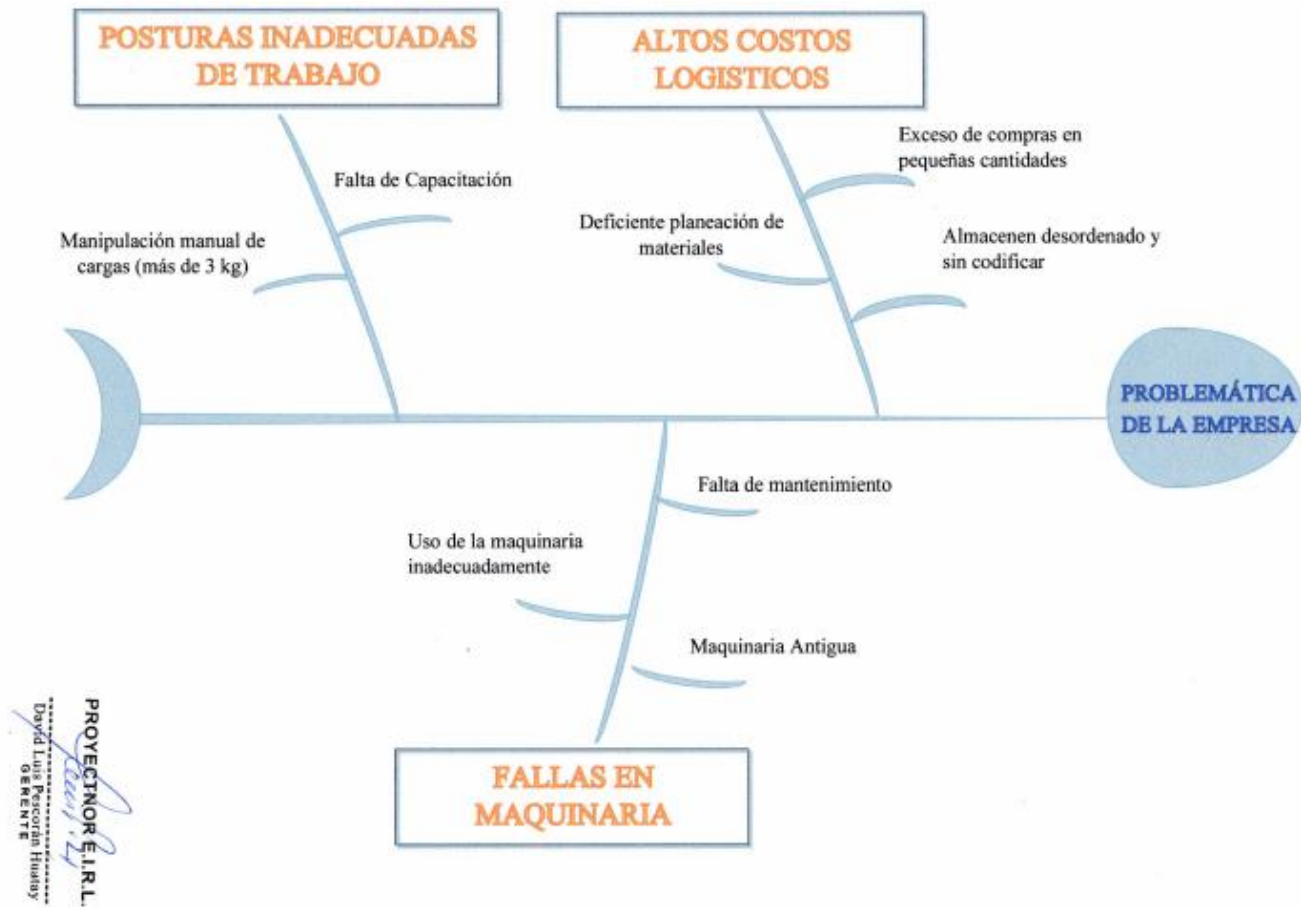 POSTURAS INADECUADAS
DE TRABAJO
ALTOS COSTOS
LOGISTICOS
Falta de Capacitación
Manipulación manual de
cargas (más de 3 kg)
Exceso de compras en
pequeñas cantidades
Deficiente planeación de
materiales
Almacenen desordenado y
sin codificar
PROBLEMÁTICA
DE LA EMPRESA
Falta de mantenimiento
Uso de la maquinaria
inadecuadamente
Maquinaria Antigua
FALLAS EN
MAQUINARIA
PROYECTNOR E.I.R.L.
David Luis Pescorán Huatay
GERENTE